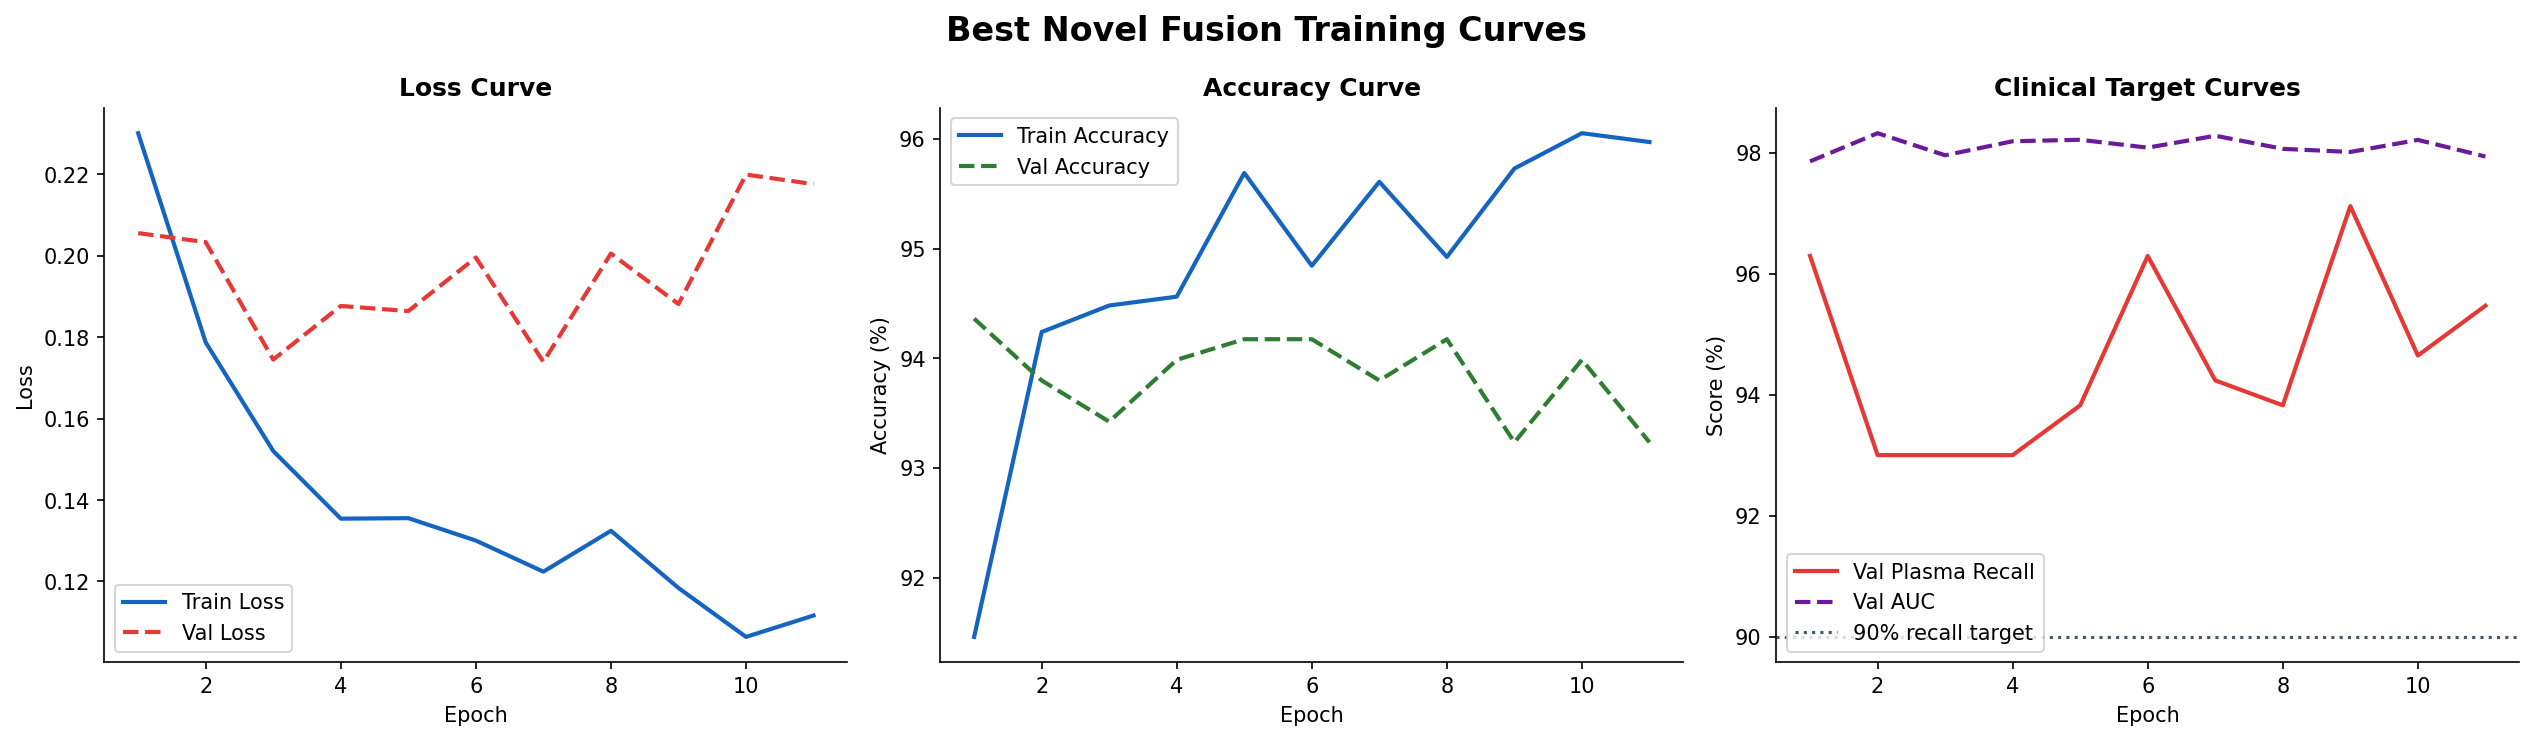 Best Novel Fusion Training Curves
Loss Curve
Loss
0.22
0.20
0.18
0.16
0.14
0.12
Train Loss
Val Loss
2 4 6 8 10
Epoch
Accuracy Curve
Accuracy (%)
96
95
94
93
92
Train Accuracy
Val Accuracy
2 4 6 8 10
Epoch
Clinical Target Curves
Score (%)
98
96
94
92
90
Val Plasma Recall
Val AUC
90% recall target
2 4 6 8 10
Epoch